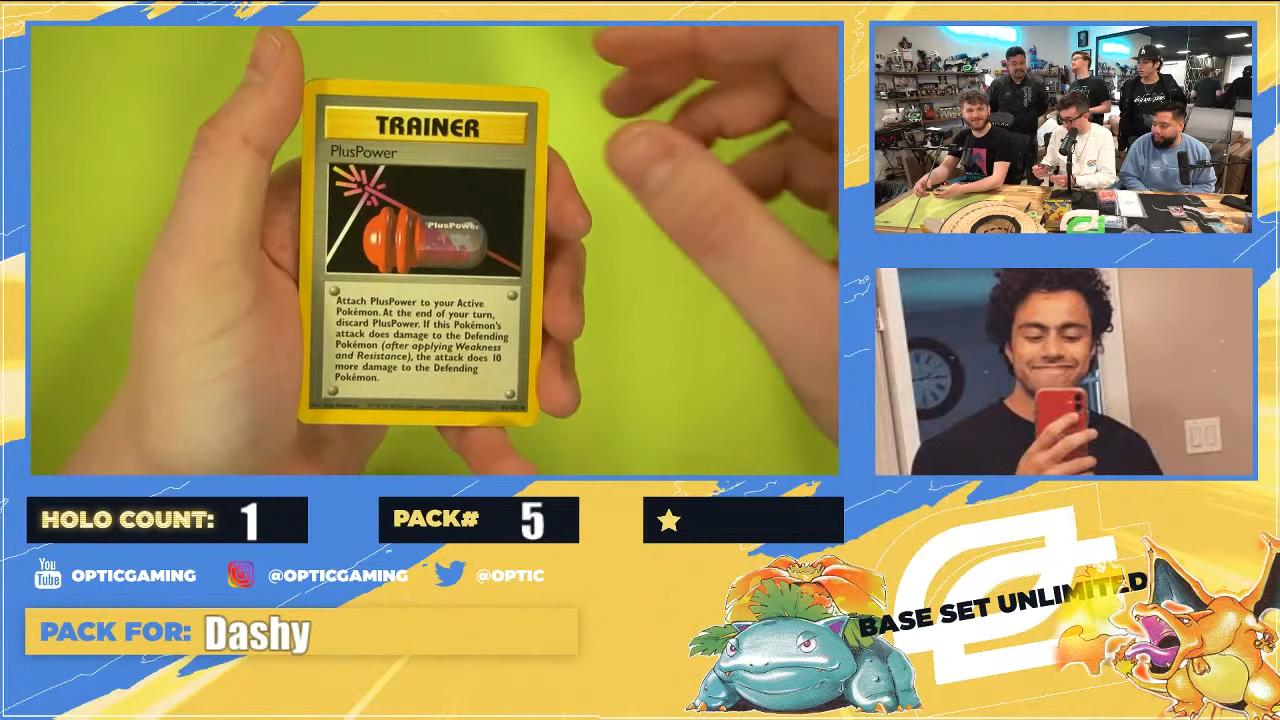 TRAINER
PlusPower
PlusPower
Attach PlusPower to your Active
Pokémon. At the end of your turn,
discard PlusPower. If this Pokémon's
attack does damage to the Defending
Pokémon (after applying Weakness
and Resistance), the attack does 10
more damage to the Defending
Pokémon.
HOLO COUNT: 1
PACK# 5
You
Tube OPTICGAMING
@OPTICGAMING
@OPTIC
PACK FOR: Dashy
BASE SET UNLIMITED